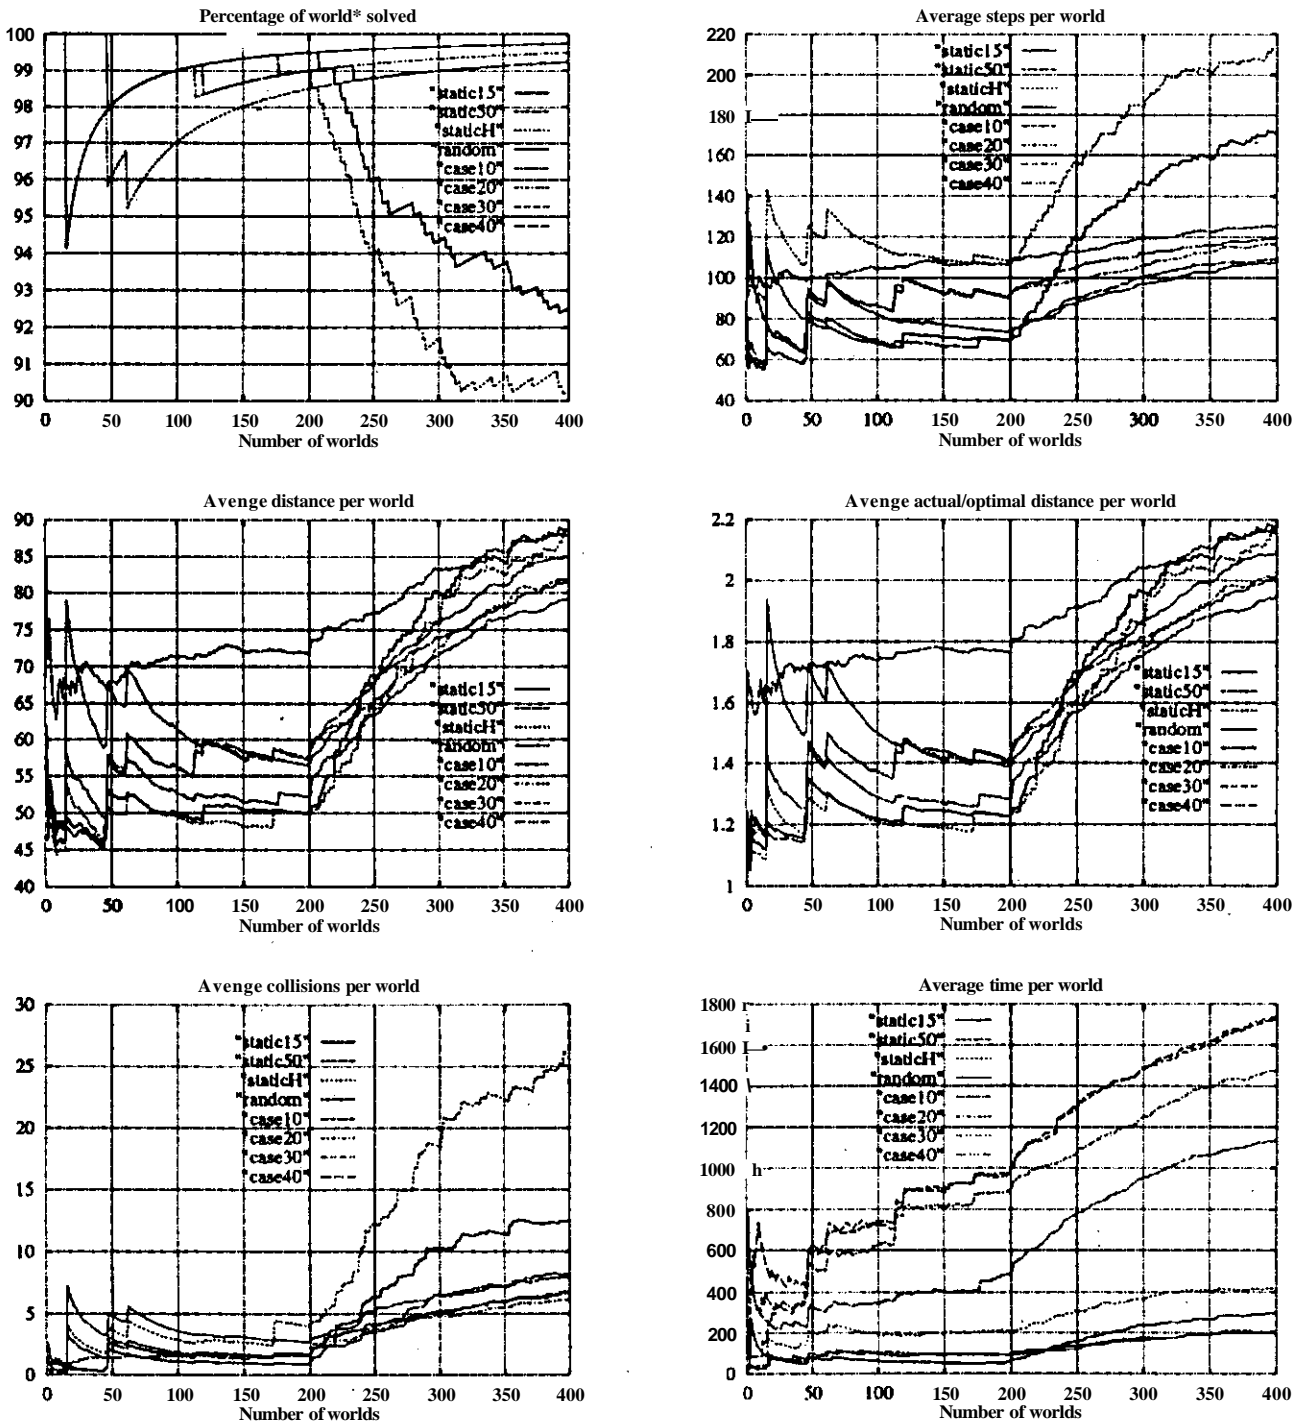 Percentage of world* solved
100
99
98
97
96
95
94
93
92
91
90
"static15"
"static50"
"staticH"
"random"
"case10"
"case20"
"case30"
"case40"
0 50 100 150 200 250 300 350 400
Number of worlds
Average steps per world
220
200
180
160
140
120
100
80
60
40
"static15"
"static50"
"staticH"
"random"
"case10"
"case20"
"case30"
"case40"
0 50 100 150 200 250 300 350 400
Number of worlds
Avenge distance per world
90
85
80
75
70
65
60
55
50
45
40
"static15"
"static50"
"staticH"
"random"
"case10"
"case20"
"case30"
"case40"
0 50 100 150 200 250 300 350 400
Number of worlds
Avenge actual/optimal distance per world
2.2
2
1.8
1.6
1.4
1.2
1
"static15"
"static50"
"staticH"
"random"
"case10"
"case20"
"case30"
"case40"
0 50 100 150 200 250 300 350 400
Number of worlds
Avenge collisions per world
30
25
20
15
10
5
0
"static15"
"static50"
"staticH"
"random"
"case10"
"case20"
"case30"
"case40"
0 50 100 150 200 250 300 350 400
Number of worlds
Average time per world
1800
1600
1400
1200
1000 h
800
600
400
200
0
"static15"
"static50"
"staticH"
"random"
"case10"
"case20"
"case30"
"case40"
0 50 100 150 200 250 300 350 400
Number of worlds